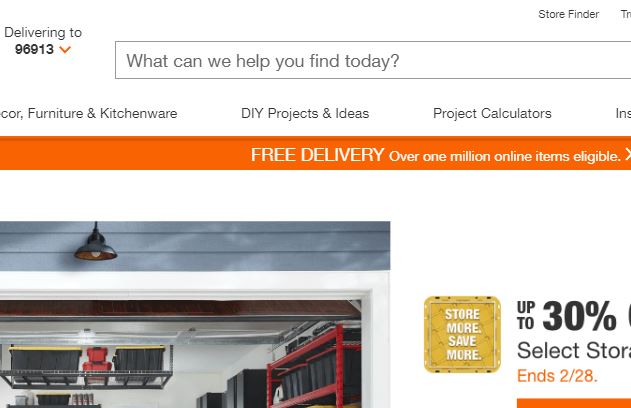 Store Finder
Delivering to
96913
What can we help you find today?
cor, Furniture & Kitchenware
DIY Projects & Ideas
Project Calculators
Ins
FREE DELIVERY Over one million online items eligible.
STORE
MORE.
SAVE
MORE.
UP TO 30%
Select Stora
Ends 2/28.